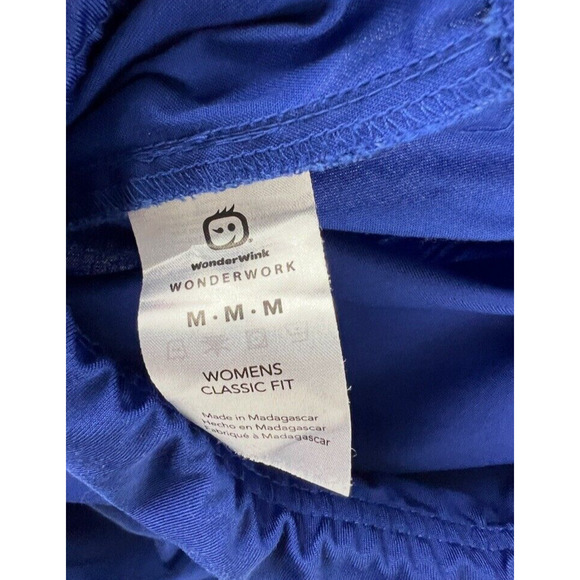 WonderWink®
WONDERWORK
M • M • M
WOMENS
CLASSIC FIT
Made in Madagascar
Hecho en Madagascar
Fabriqué à Madagascar